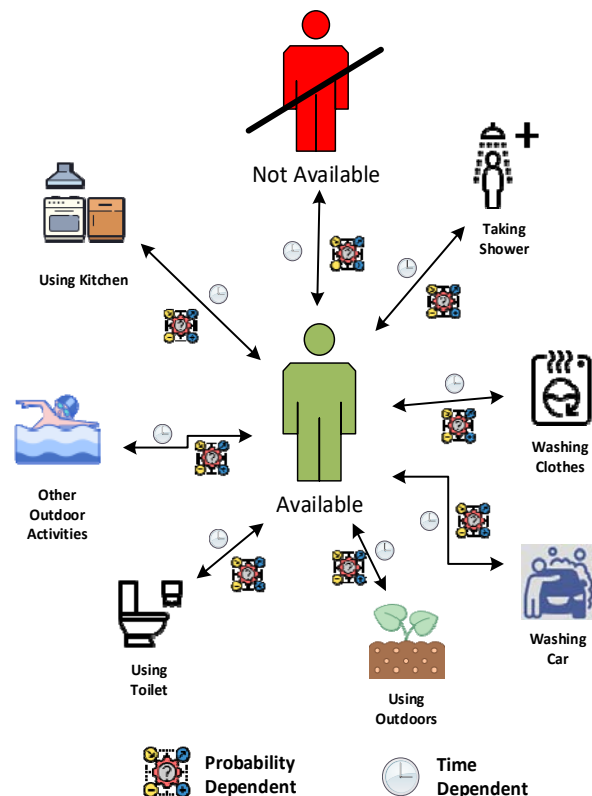 Not Available
Taking
Shower
Using Kitchen
Washing
Clothes
Available
Other
Outdoor
Activities
Washing
Car
Using
Toilet
Using
Outdoors
Probability
Dependent
Time
Dependent